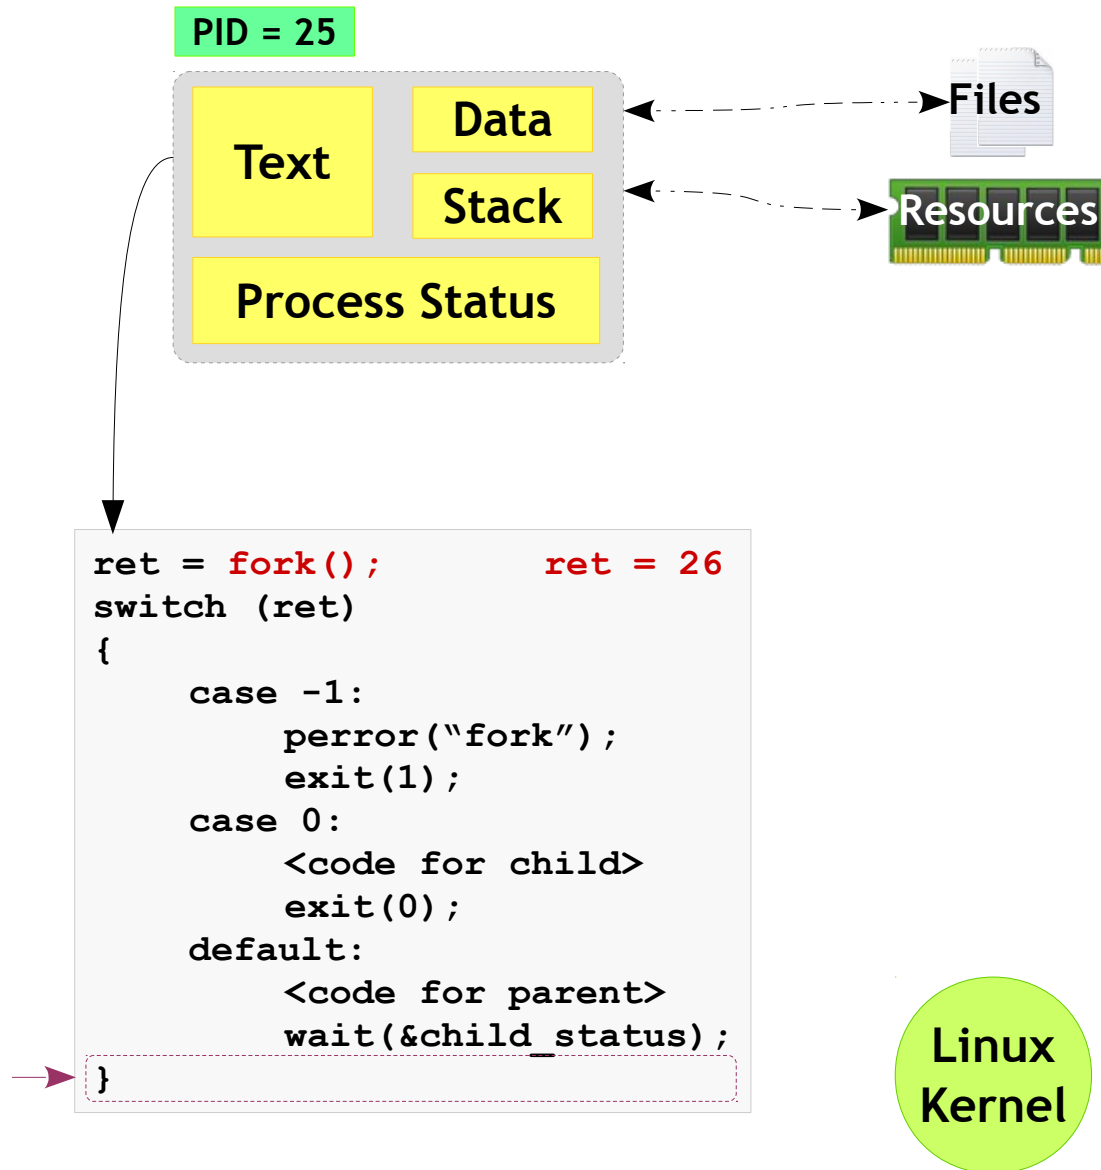 PID = 25
Text
Data
Stack
Process Status
Files
Resources
ret = fork(); ret = 26
switch (ret)
{
case -1:
perror(“fork”);
exit(1);
case 0:
<code for child>
exit(0);
default:
<code for parent>
wait(&child_status);
}
Linux
Kernel